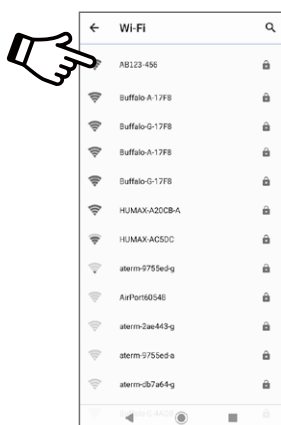 Wi-Fi
AB123-456
Buffalo-A-17F8
Buffalo-G-17F8
Buffalo-A-17F8
Buffalo-G-17F8
HUMAX-A20CB-A
HUMAX-AC5DC
aterm-9755ed-g
AirPort60548
aterm-2ae443-g
aterm-9755ed-a
aterm-db7a64-g